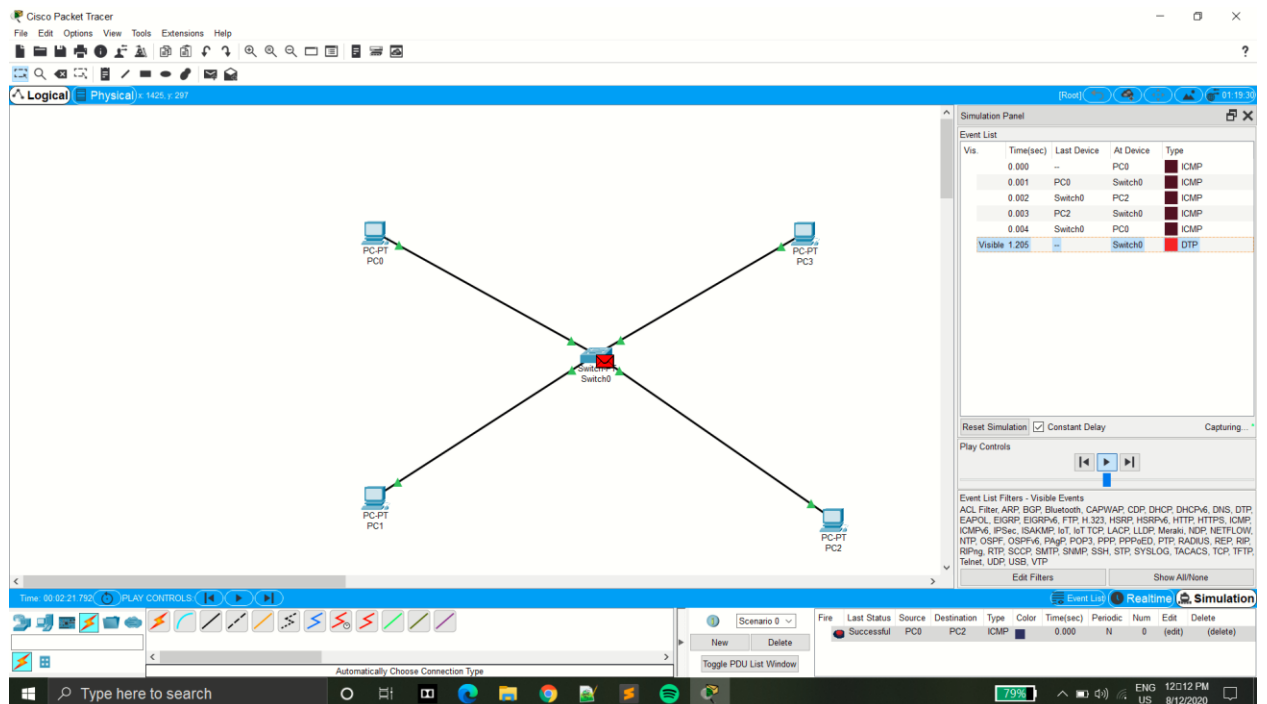 Cisco Packet Tracer
File Edit Options View Tools Extensions Help
?
Logical Physical x: 1425, y: 297 [Root] 01:19:30
Simulation Panel
Event List
Vis. Time(sec) Last Device At Device Type
0.000 -- PC0 ICMP
0.001 PC0 Switch0 ICMP
0.002 Switch0 PC2 ICMP
0.003 PC2 Switch0 ICMP
0.004 Switch0 PC0 ICMP
Visible 1.205 -- Switch0 DTP
PC-PT
PC0
PC-PT
PC3
Switch0
PC-PT
PC1
PC-PT
PC2
Reset Simulation Constant Delay Capturing...
Play Controls
Event List Filters - Visible Events
ACL Filter, ARP, BGP, Bluetooth, CAPWAP, CDP, DHCP, DHCPv6, DNS, DTP,
EAPOL, EIGRP, EIGRPv6, FTP, H.323, HSRP, HSRPv6, HTTP, HTTPS, ICMP,
ICMPv6, IPSec, ISAKMP, IoT, IoT TCP, LACP, LLDP, Meraki, NDP, NETFLOW,
NTP, OSPF, OSPFv6, PAgP, POP3, PPP, PPPoED, PTP, RADIUS, REP, RIP,
RIPng, RTP, SCCP, SMTP, SNMP, SSH, STP, SYSLOG, TACACS, TCP, TFTP,
Telnet, UDP, USB, VTP
Edit Filters Show All/None
Time: 00:02:21.792 PLAY CONTROLS: Event List Realtime Simulation
Scenario 0
New Delete
Toggle PDU List Window
Fire Last Status Source Destination Type Color Time(sec) Periodic Num Edit Delete
Successful PC0 PC2 ICMP 0.000 N 0 (edit) (delete)
Automatically Choose Connection Type
Type here to search
79%
ENG
US
12□12 PM
8/12/2020